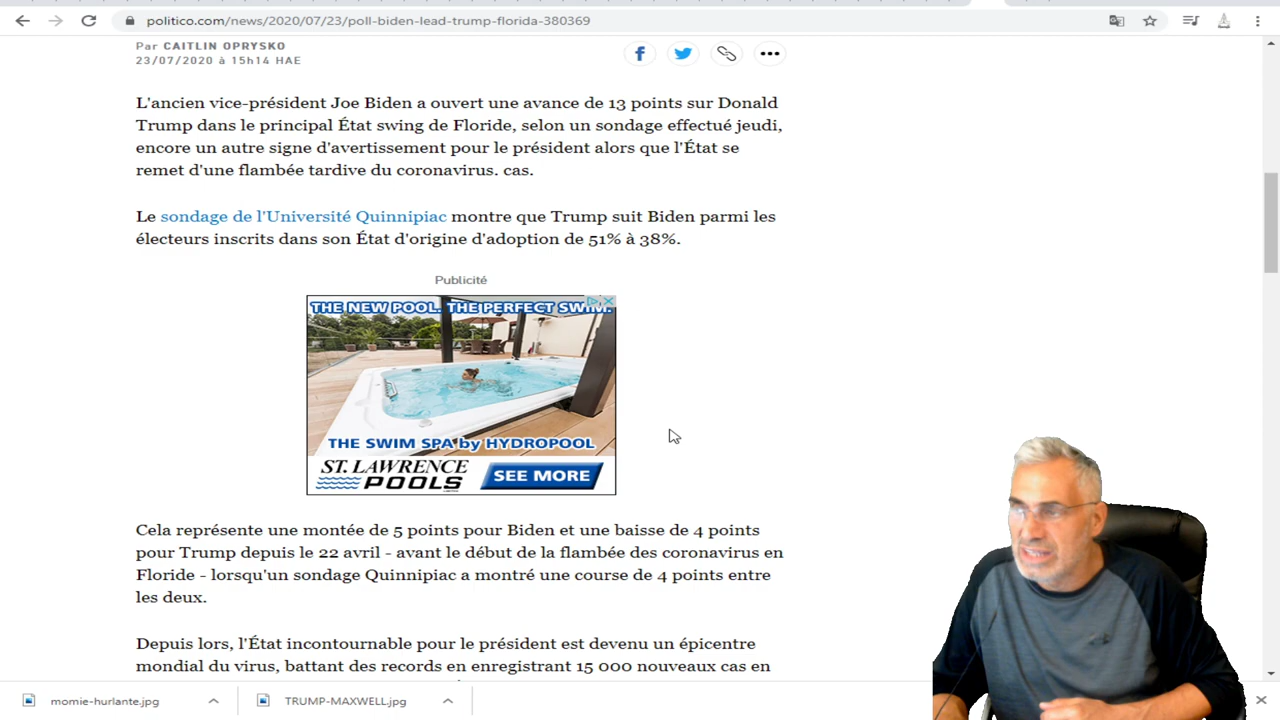 politico.com/news/2020/07/23/poll-biden-lead-trump-florida-380369
Par CAITLIN OPRYSKO
23/07/2020 à 15h14 HAE
L'ancien vice-président Joe Biden a ouvert une avance de 13 points sur Donald
Trump dans le principal État swing de Floride, selon un sondage effectué jeudi,
encore un autre signe d'avertissement pour le président alors que l'État se
remet d'une flambée tardive du coronavirus. cas.
Le sondage de l'Université Quinnipiac montre que Trump suit Biden parmi les
électeurs inscrits dans son État d'origine d'adoption de 51% à 38%.
Publicité
THE NEW POOL. THE PERFECT SWIM.
THE SWIM SPA by HYDROPOOL
ST. LAWRENCE
POOLS
SEE MORE
Cela représente une montée de 5 points pour Biden et une baisse de 4 points
pour Trump depuis le 22 avril - avant le début de la flambée des coronavirus en
Floride - lorsqu'un sondage Quinnipiac a montré une course de 4 points entre
les deux.
Depuis lors, l'État incontournable pour le président est devenu un épicentre
mondial du virus, battant des records en enregistrant 15 000 nouveaux cas en
momie-hurlante.jpg
TRUMP-MAXWELL.jpg